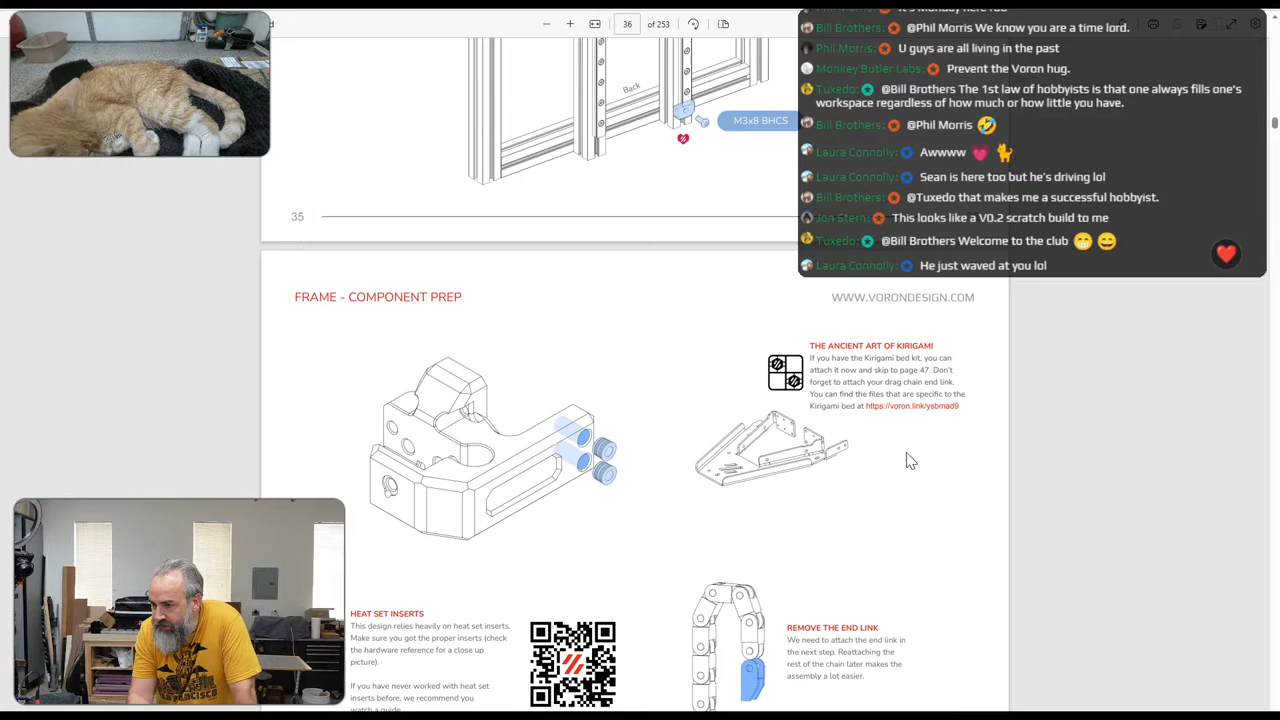 36 of 253
Back
M3x8 BHCS
35
FRAME - COMPONENT PREP
WWW.VORONDESIGN.COM
THE ANCIENT ART OF KIRIGAMI
If you have the Kirigami bed kit, you can
attach it now and skip to page 47. Don't
forget to attach your drag chain end link.
You can find the files that are specific to the
Kirigami bed at https://voron.link/ysbmad9
HEAT SET INSERTS
This design relies heavily on heat set inserts.
Make sure you got the proper inserts (check
the hardware reference for a close up
picture).
If you have never worked with heat set
inserts before, we recommend you
watch a guide
REMOVE THE END LINK
We need to attach the end link in
the next step. Reattaching the
rest of the chain later makes the
assembly a lot easier.
Phil Morris: It's Monday here too
Bill Brothers: @Phil Morris We know you are a time lord.
Phil Morris: U guys are all living in the past
Monkey Butler Labs: Prevent the Voron hug.
Tuxedo: @Bill Brothers The 1st law of hobbyists is that one always fills one's
workspace regardless of how much or how little you have.
Bill Brothers: @Phil Morris 🤣
Laura Connolly: Awwww 💗 🐈
Laura Connolly: Sean is here too but he's driving lol
Bill Brothers: @Tuxedo that makes me a successful hobbyist.
Jon Stern: This looks like a V0.2 scratch build to me
Tuxedo: @Bill Brothers Welcome to the club 😁 😄
Laura Connolly: He just waved at you lol